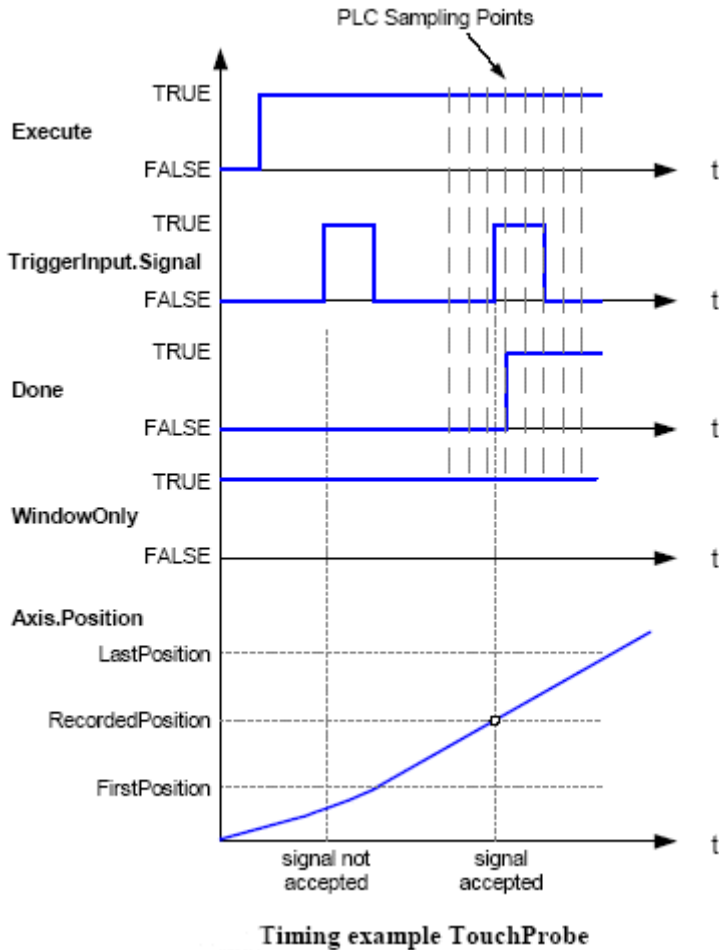 PLC Sampling Points
TRUE
Execute
FALSE
t
TRUE
TriggerInput.Signal
FALSE
t
TRUE
Done
FALSE
t
TRUE
WindowOnly
FALSE
t
Axis.Position
LastPosition
RecordedPosition
FirstPosition
t
signal not
accepted
signal
accepted
Timing example TouchProbe